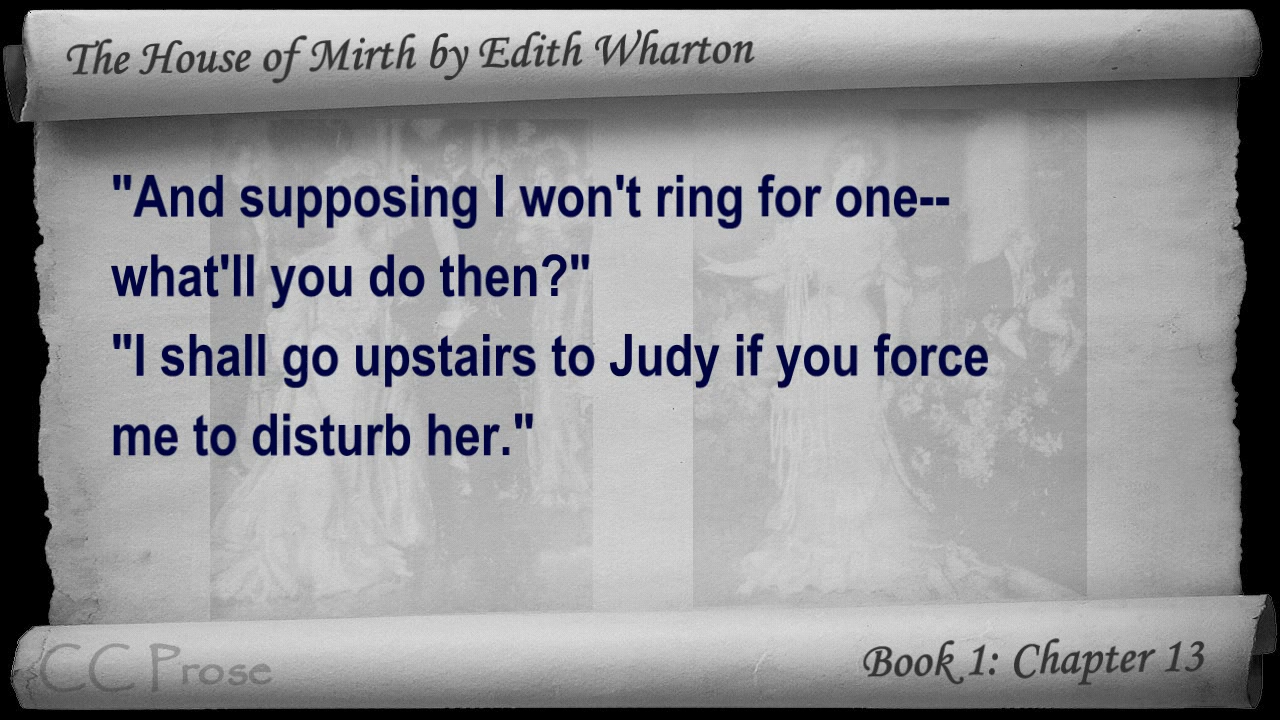 The House of Mirth by Edith Wharton
"And supposing I won't ring for one--
what'll you do then?"
"I shall go upstairs to Judy if you force
me to disturb her."
CC Prose
Book 1: Chapter 13